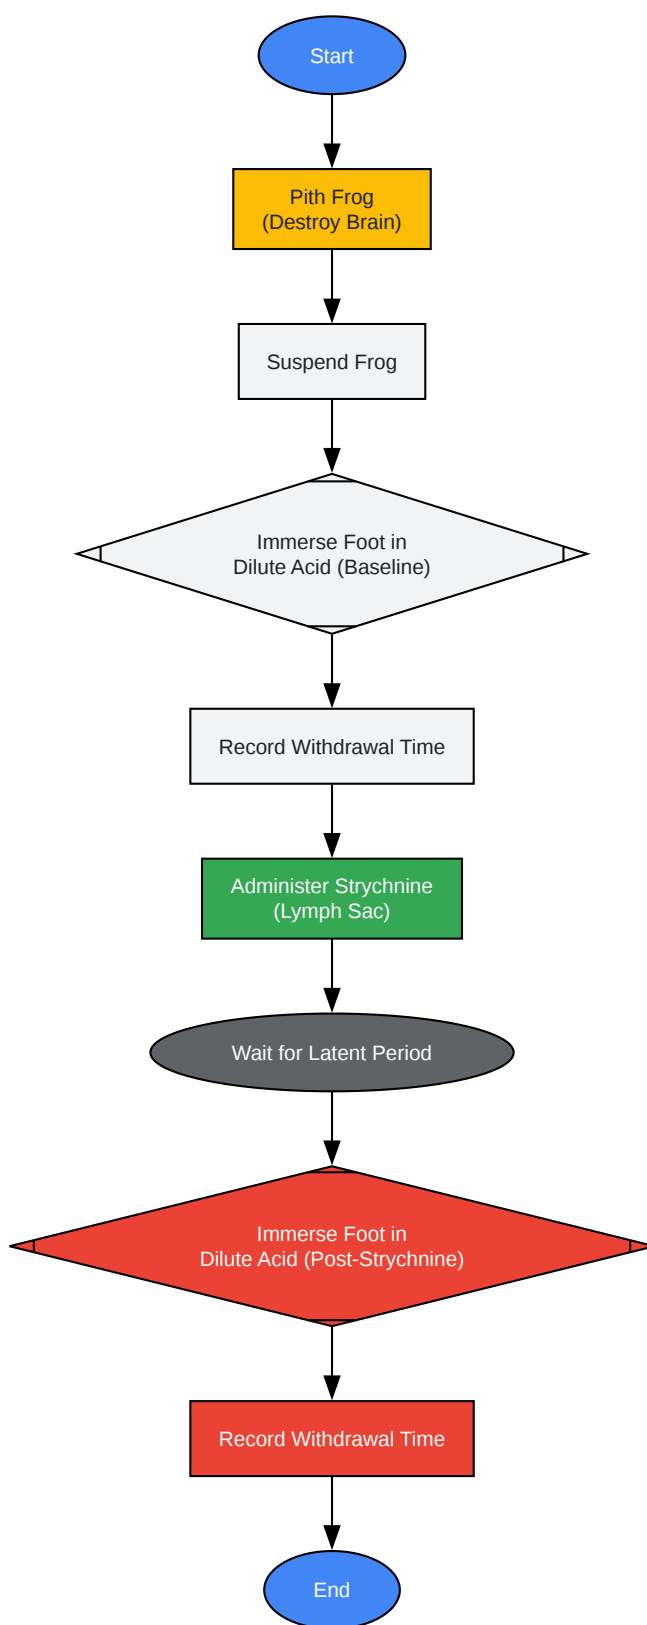 Start
Pith Frog
(Destroy Brain)
Suspend Frog
Immerse Foot in
Dilute Acid (Baseline)
Record Withdrawal Time
Administer Strychnine
(Lymph Sac)
Wait for Latent Period
Immerse Foot in
Dilute Acid (Post-Strychnine)
Record Withdrawal Time
End